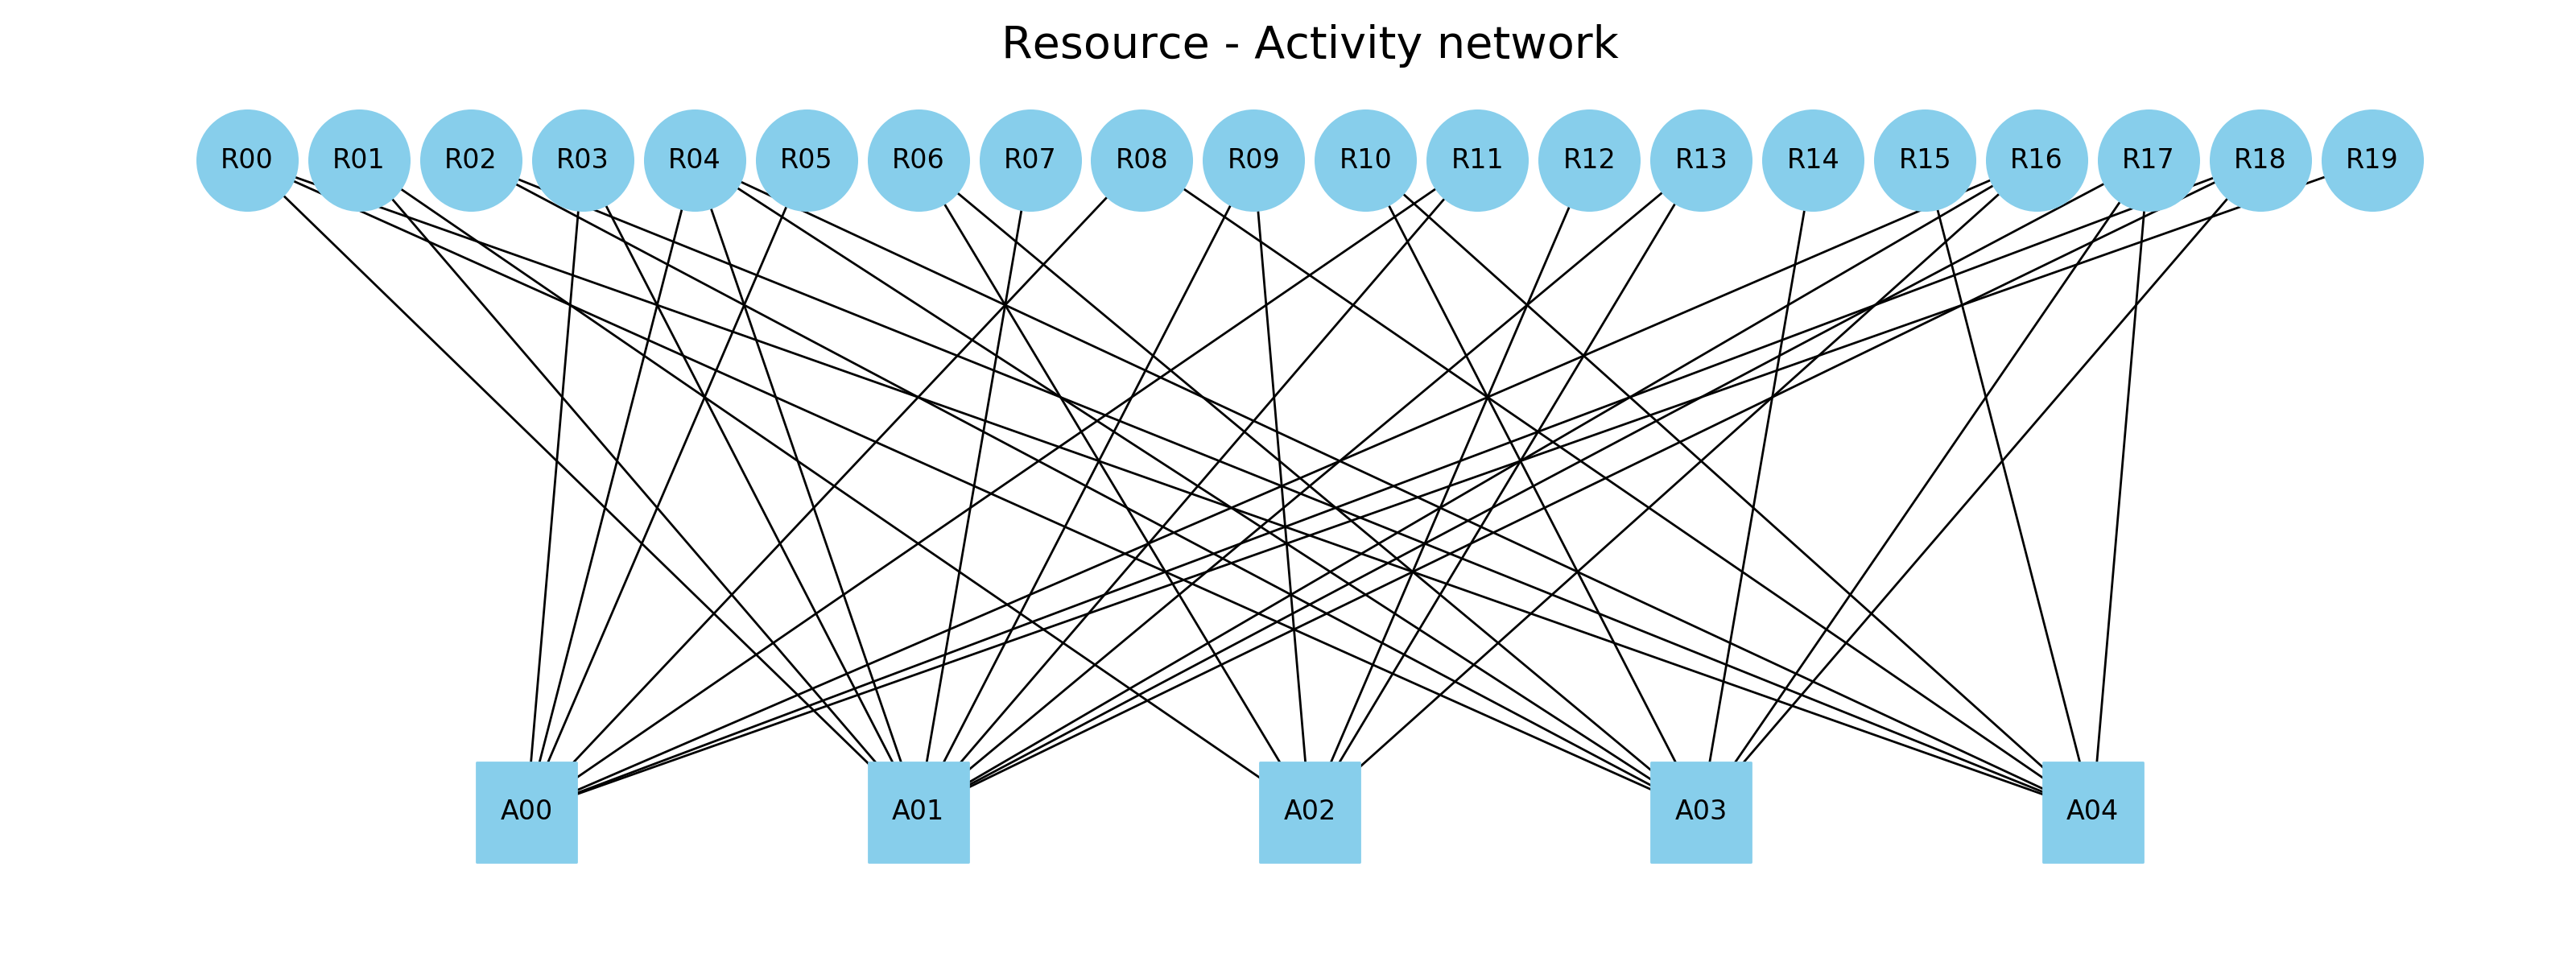 Resource - Activity network
R00 R01 R02 R03 R04 R05 R06 R07 R08 R09 R10 R11 R12 R13 R14 R15 R16 R17 R18 R19
A00 A01 A02 A03 A04